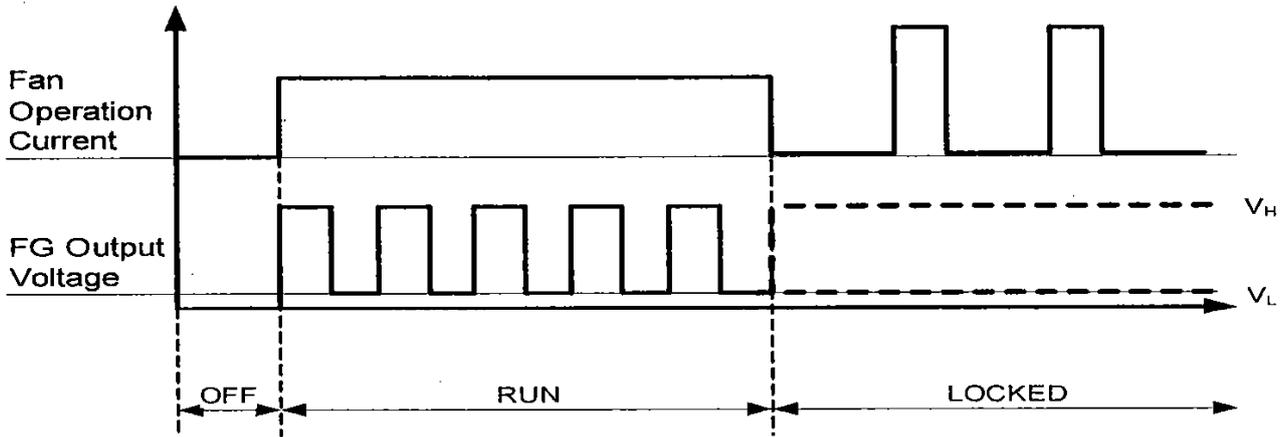 Fan
Operation
Current
FG Output
Voltage
VH
VL
OFF
RUN
LOCKED